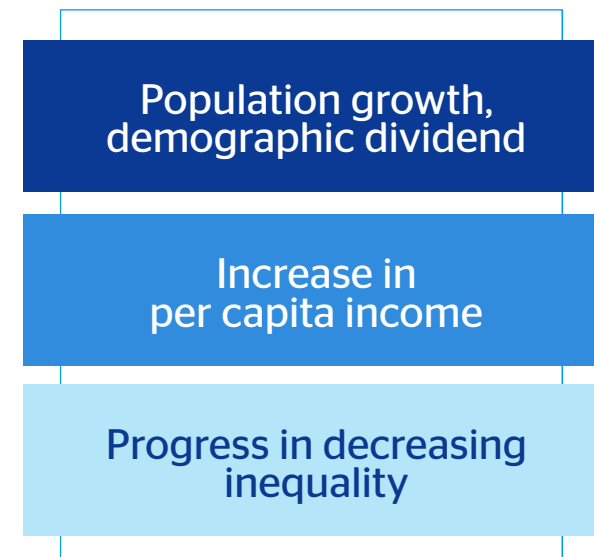 Population growth,
demographic dividend
Increase in
per capita income
Progress in decreasing
inequality